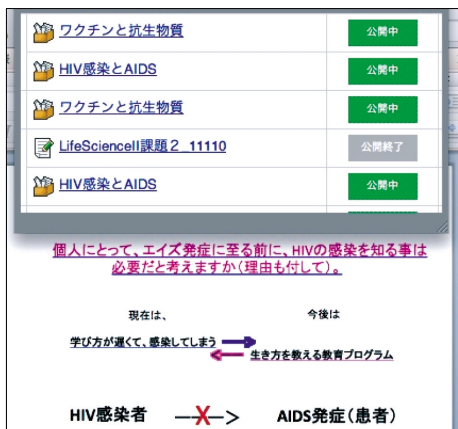 ワクチンと抗生物質 公開中
HIV感染とAIDS 公開中
ワクチンと抗生物質 公開中
LifeScienceII課題２_11110 公開終了
HIV感染とAIDS 公開中
個人にとって、エイズ発症に至る前に、HIVの感染を知る事は
必要だと考えますか（理由も付して）。
現在は、 今後は
学び方が遅くて、感染してしまう
生き方を教える教育プログラム
HIV感染者 —X—> AIDS発症（患者）